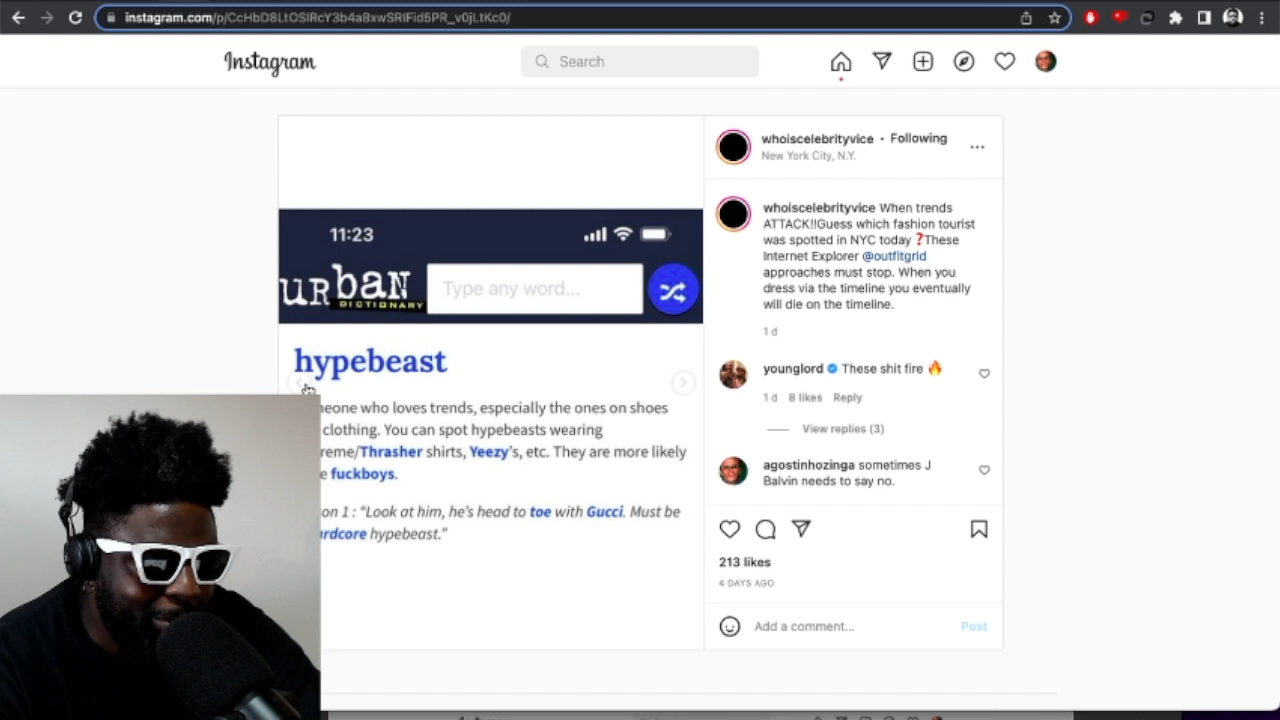 instagram.com/p/CcHbD8LtOSIRcY3b4a8xwSRlFid5PR_v0jLtKc0/
Instagram
Search
whoiscelebrityvice • Following
New York City, N.Y.
whoiscelebrityvice When trends
ATTACK!!Guess which fashion tourist
was spotted in NYC today ❓These
Internet Explorer @outfitgrid
approaches must stop. When you
dress via the timeline you eventually
will die on the timeline.
1 d
younglord These shit fire 🔥
1 d 8 likes Reply
View replies (3)
agostinhozinga sometimes J
Balvin needs to say no.
213 likes
4 DAYS AGO
Add a comment...
Post
11:23
urban
DICTIONARY
Type any word...
hypebeast
eone who loves trends, especially the ones on shoes
clothing. You can spot hypebeasts wearing
reme/Thrasher shirts, Yeezy's, etc. They are more likely
e fuckboys.
on 1 : “Look at him, he's head to toe with Gucci. Must be
rdcore hypebeast.”